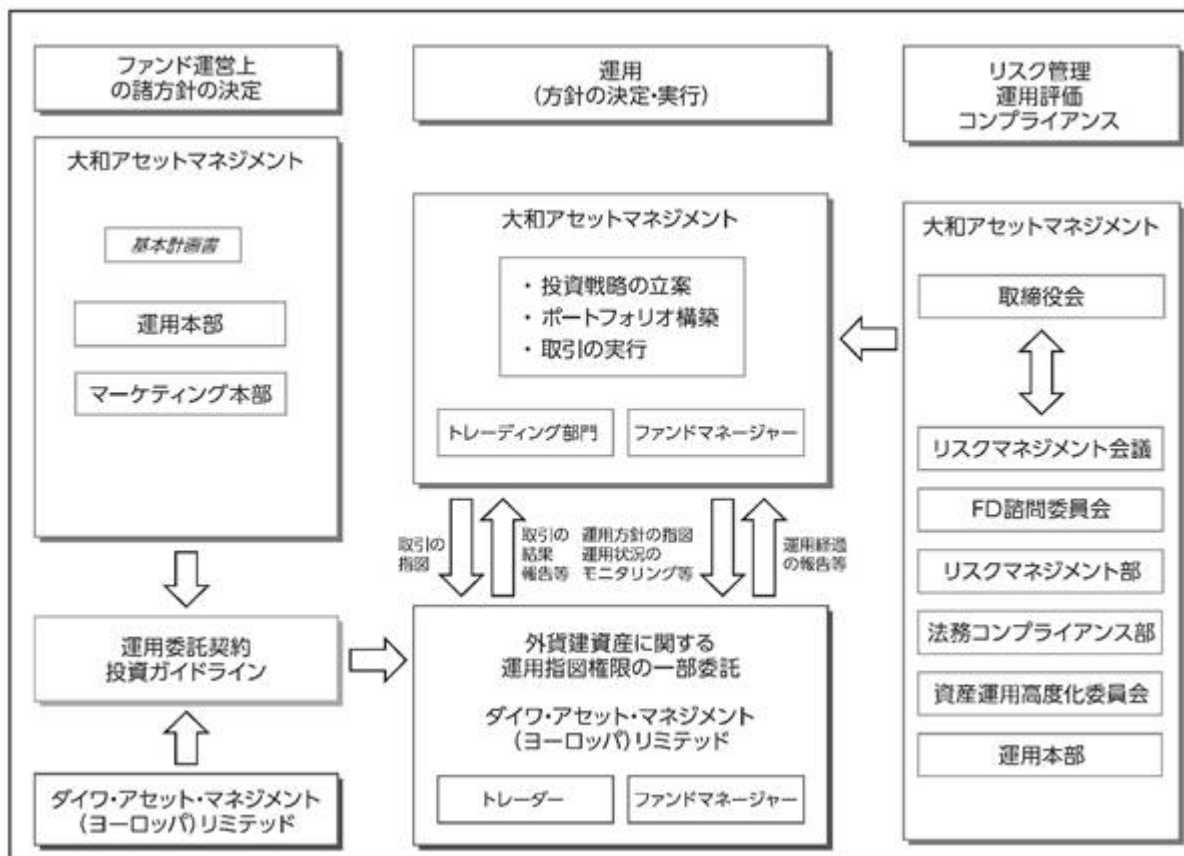 ファンド運営上
の諸方針の決定
大和アセットマネジメント
基本計画書
運用本部
マーケティング本部
運用委託契約
投資ガイドライン
ダイワ・アセット・マネジメント
(ヨーロッパ)リミテッド
運用
(方針の決定・実行)
大和アセットマネジメント
・ 投資戦略の立案
・ ポートフォリオ構築
・ 取引の実行
トレーディング部門
ファンドマネージャー
取引の
指図
取引の
結果
報告等
運用方針の指図
運用状況の
モニタリング等
運用経過
の報告等
外貨建資産に関する
運用指図権限の一部委託
ダイワ・アセット・マネジメント
(ヨーロッパ)リミテッド
トレーダー
ファンドマネージャー
リスク管理
運用評価
コンプライアンス
大和アセットマネジメント
取締役会
リスクマネジメント会議
FD諮問委員会
リスクマネジメント部
法務コンプライアンス部
資産運用高度化委員会
運用本部